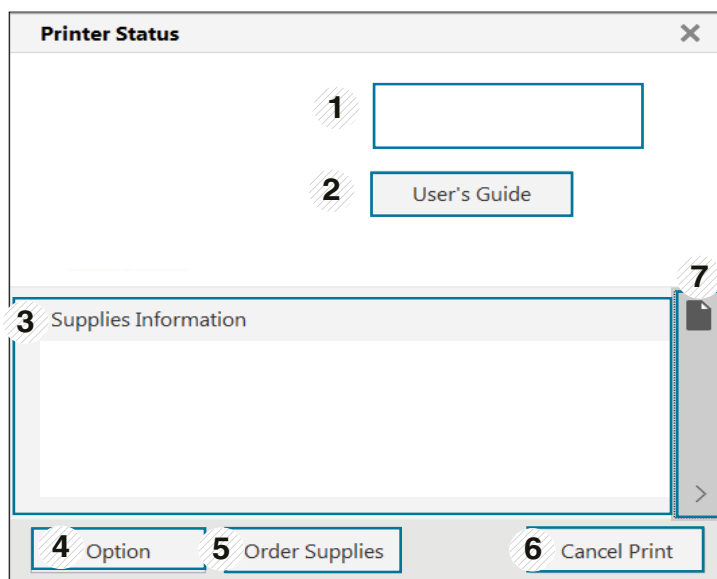 Printer Status
1
2 User's Guide
7
3 Supplies Information
4 Option 5 Order Supplies 6 Cancel Print